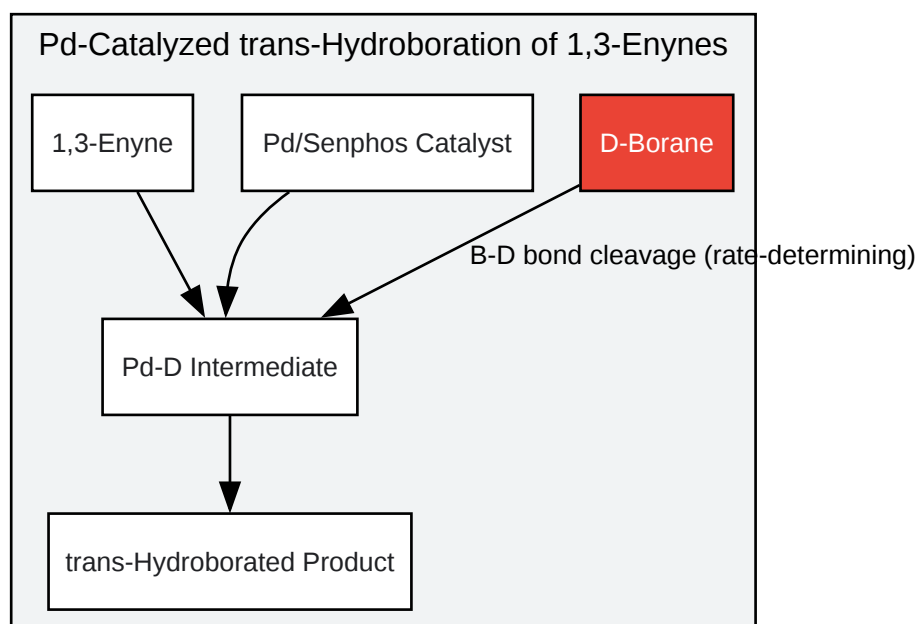 Pd-Catalyzed trans-Hydroboration of 1,3-Enynes
1,3-Enyne
Pd/Senphos Catalyst
D-Borane
B-D bond cleavage (rate-determining)
Pd-D Intermediate
trans-Hydroborated Product